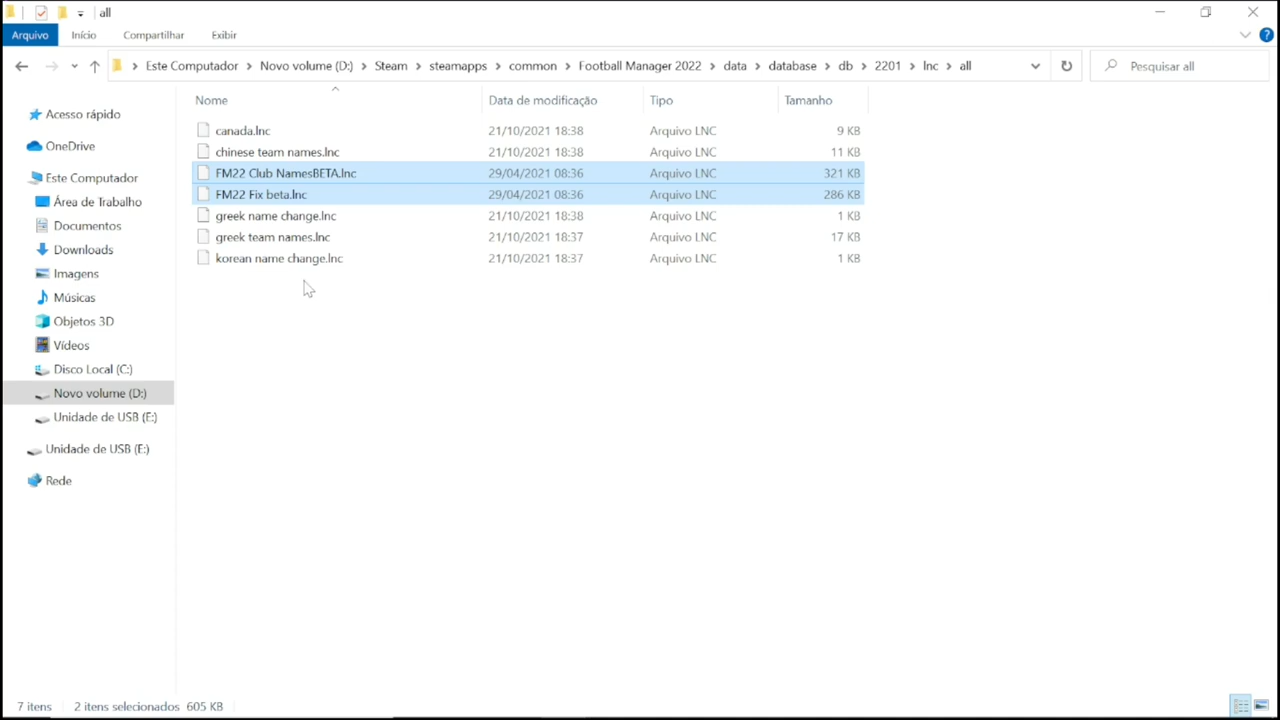 all
Arquivo Início Compartilhar Exibir
Este Computador Novo volume (D:) Steam steamapps common Football Manager 2022 data database db 2201 lnc all
Pesquisar all
Acesso rápido
OneDrive
Este Computador
Área de Trabalho
Documentos
Downloads
Imagens
Músicas
Objetos 3D
Vídeos
Disco Local (C:)
Novo volume (D:)
Unidade de USB (E:)
Unidade de USB (E:)
Rede
Nome Data de modificação Tipo Tamanho
canada.lnc 21/10/2021 18:38 Arquivo LNC 9 KB
chinese team names.lnc 21/10/2021 18:38 Arquivo LNC 11 KB
FM22 Club NamesBETA.lnc 29/04/2021 08:36 Arquivo LNC 321 KB
FM22 Fix beta.lnc 29/04/2021 08:36 Arquivo LNC 286 KB
greek name change.lnc 21/10/2021 18:38 Arquivo LNC 1 KB
greek team names.lnc 21/10/2021 18:37 Arquivo LNC 17 KB
korean name change.lnc 21/10/2021 18:37 Arquivo LNC 1 KB
7 itens 2 itens selecionados 605 KB